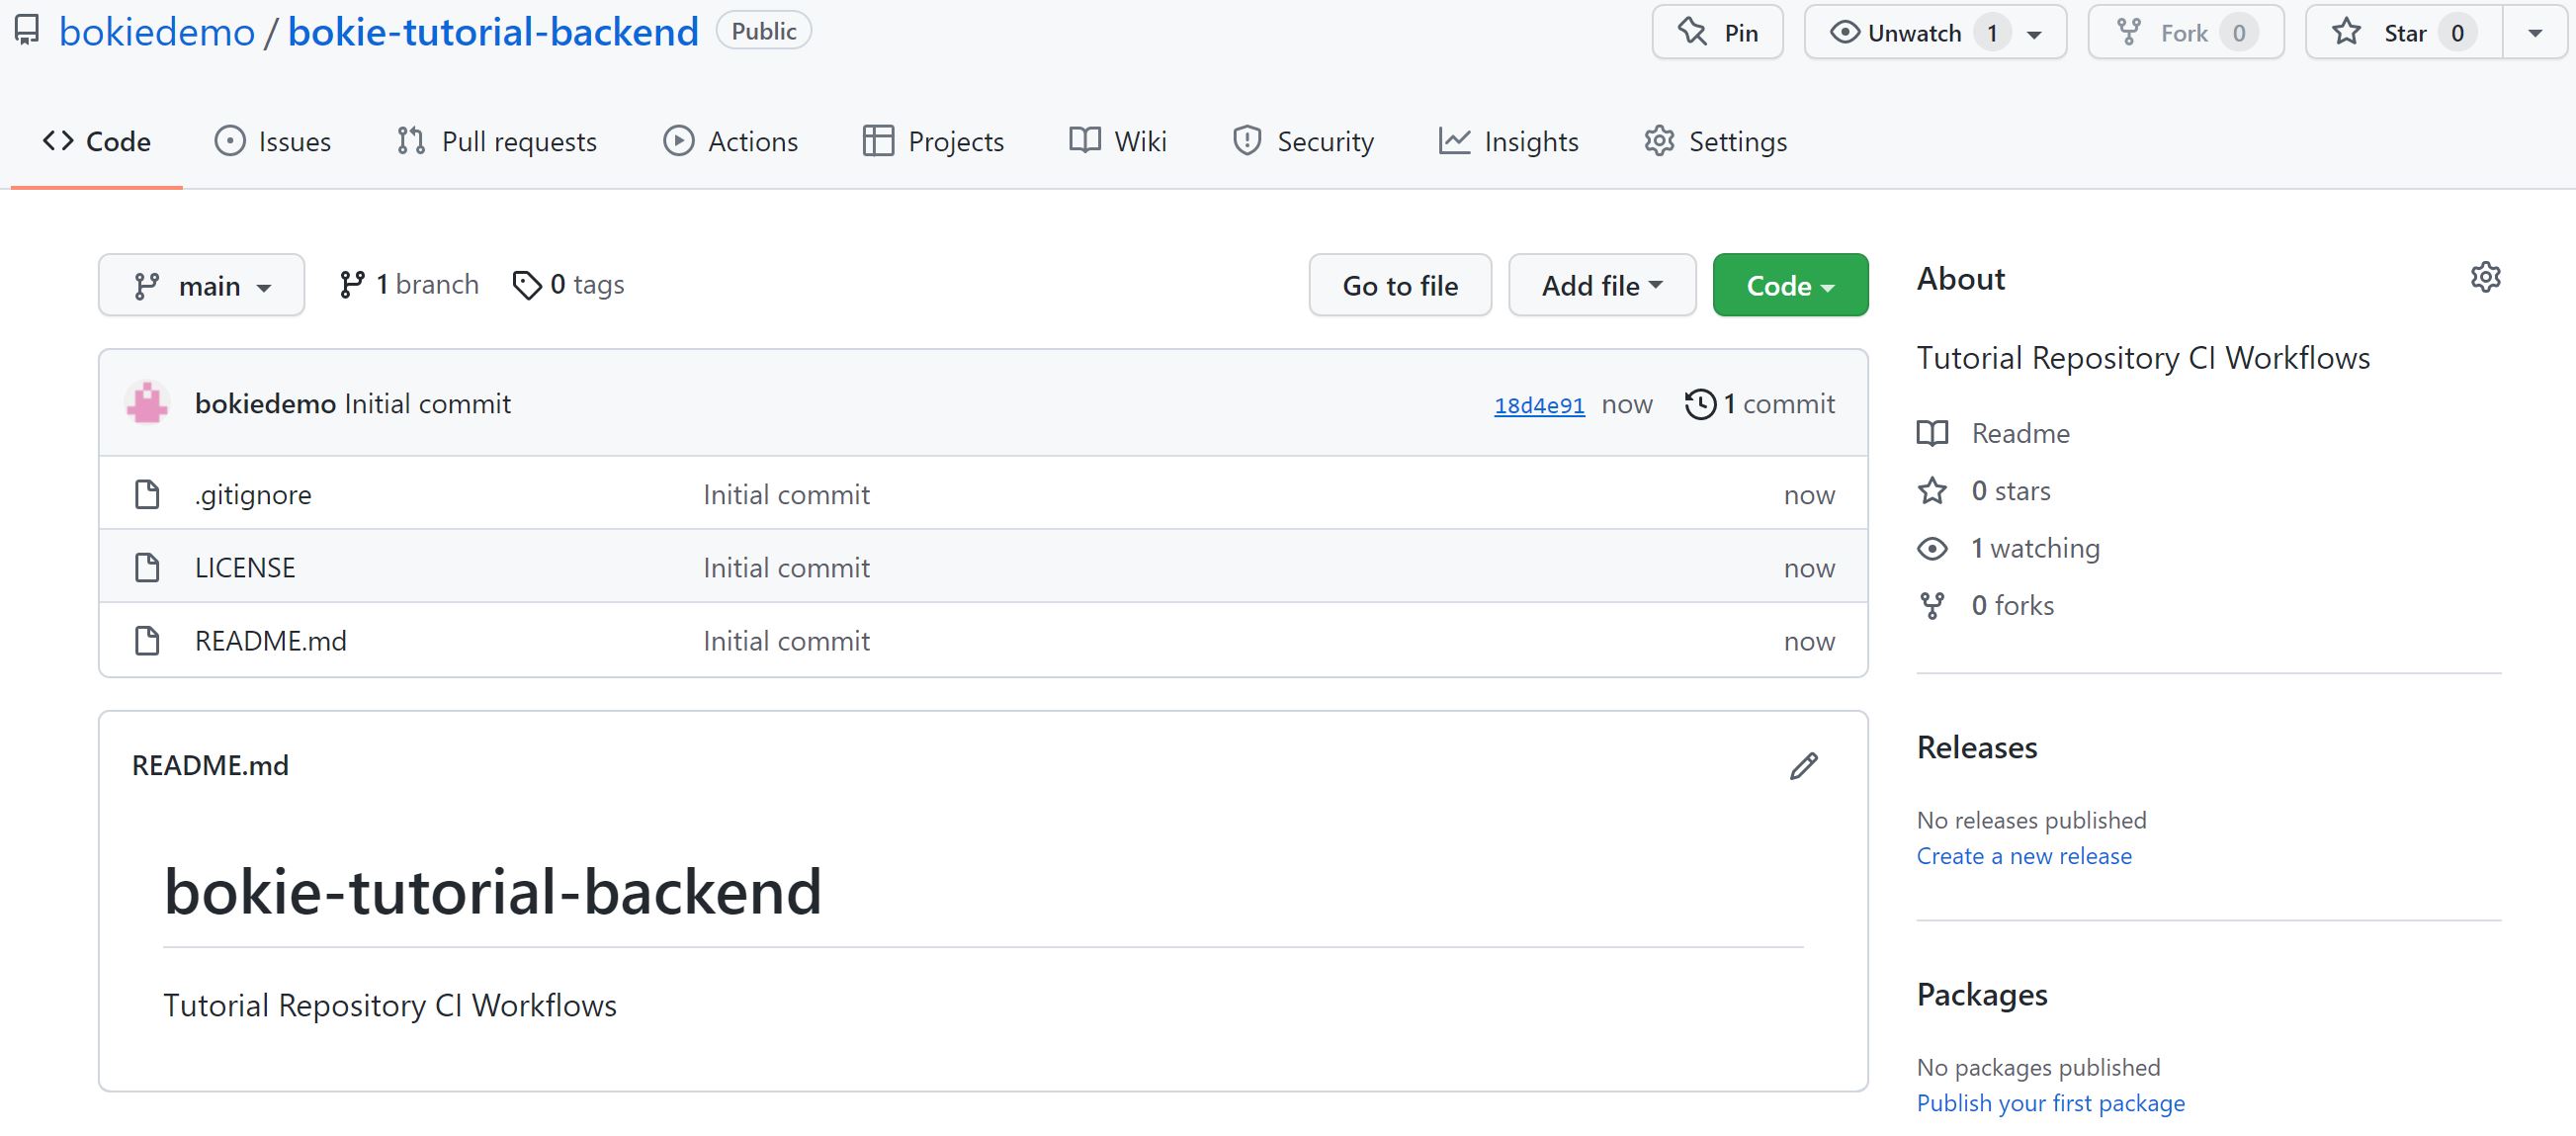 bokiedemo / bokie-tutorial-backend Public
Pin Unwatch 1 Fork 0 Star 0
Code Issues Pull requests Actions Projects Wiki Security Insights Settings
main 1 branch 0 tags Go to file Add file Code
bokiedemo Initial commit 18d4e91 now 1 commit
.gitignore Initial commit now
LICENSE Initial commit now
README.md Initial commit now
README.md
bokie-tutorial-backend
Tutorial Repository CI Workflows
About
Tutorial Repository CI Workflows
Readme
0 stars
1 watching
0 forks
Releases
No releases published
Create a new release
Packages
No packages published
Publish your first package